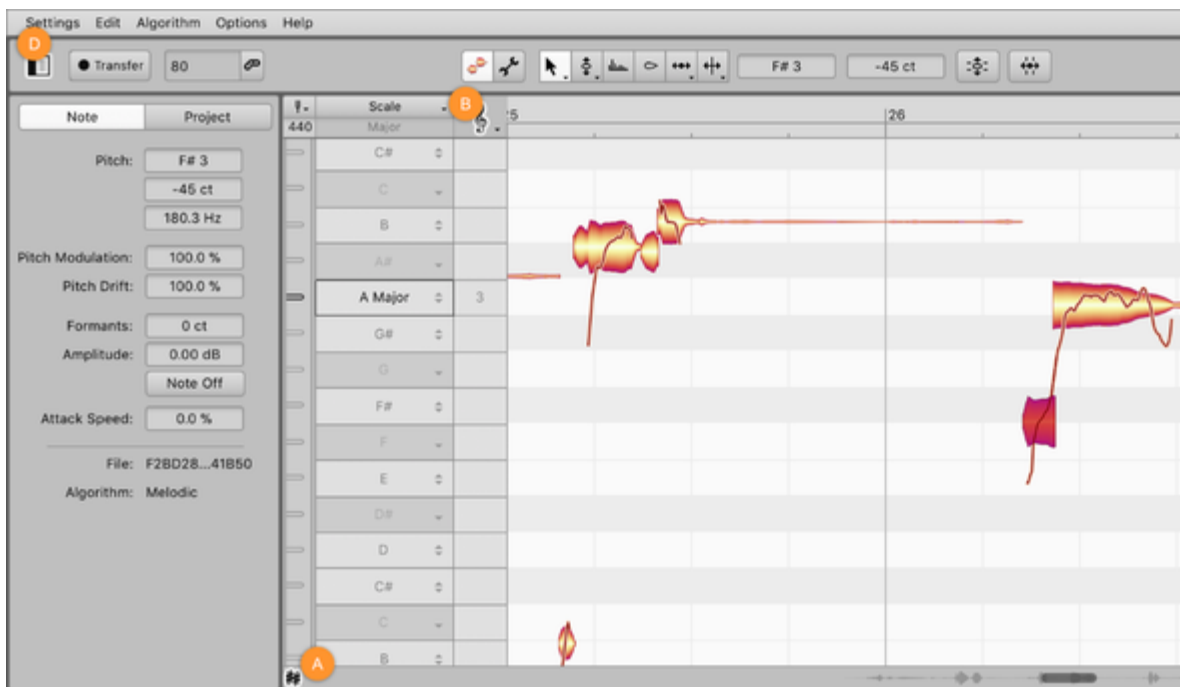 Settings Edit Algorithm Options Help
D
Transfer 80 F# 3 -45 ct
Note Project
Scale B 5 26
440 Major
Pitch: F# 3
-45 ct
180.3 Hz
Pitch Modulation: 100.0 %
Pitch Drift: 100.0 %
Formants: 0 ct
Amplitude: 0.00 dB
Note Off
Attack Speed: 0.0 %
File: F2BD28...41B50
Algorithm: Melodic
C#
C
B
A#
A Major 3
G#
G
F#
F
E
D#
D
C#
C
B
A